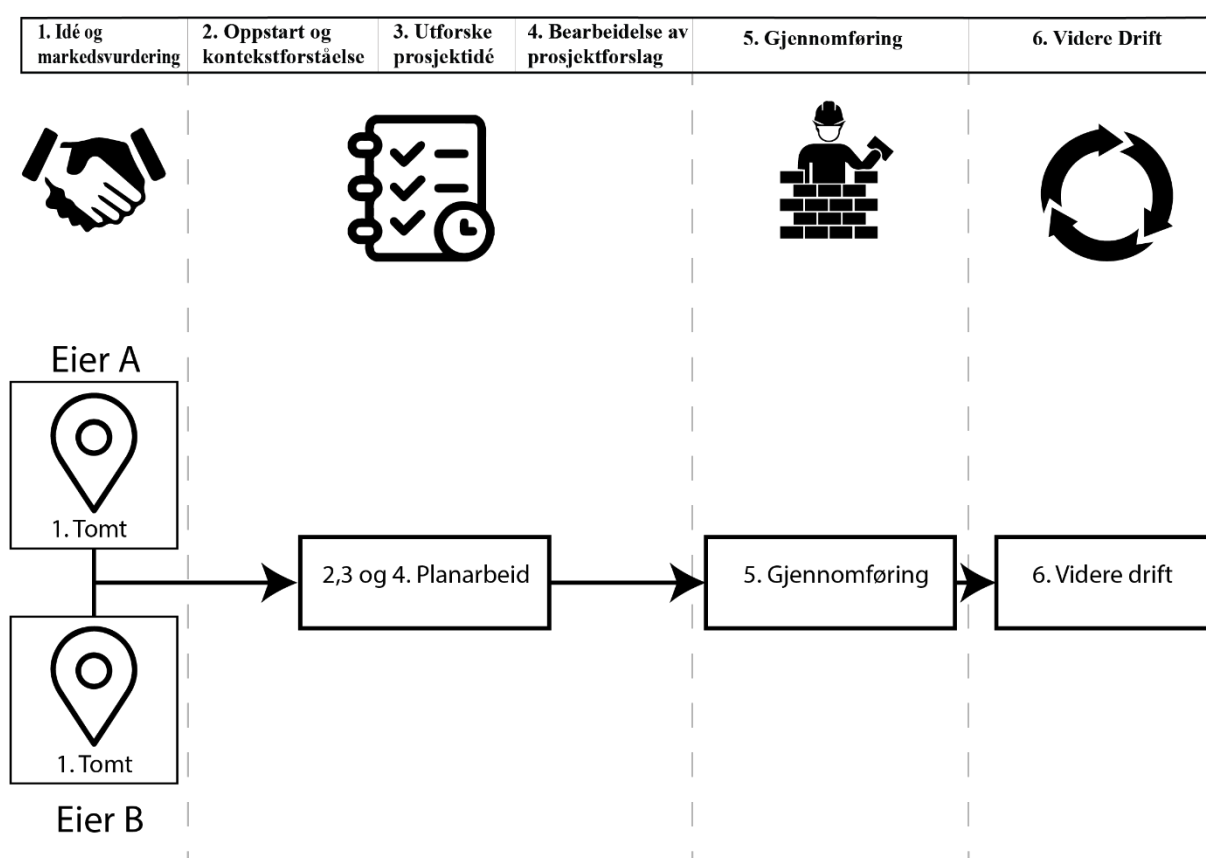 1. Idé og
markedsvurdering
2. Oppstart og
kontekstforståelse
3. Utforske
prosjektidé
4. Bearbeidelse av
prosjektforslag
5. Gjennomføring
6. Videre Drift
Eier A
1. Tomt
2,3 og 4. Planarbeid
5. Gjennomføring
6. Videre drift
1. Tomt
Eier B